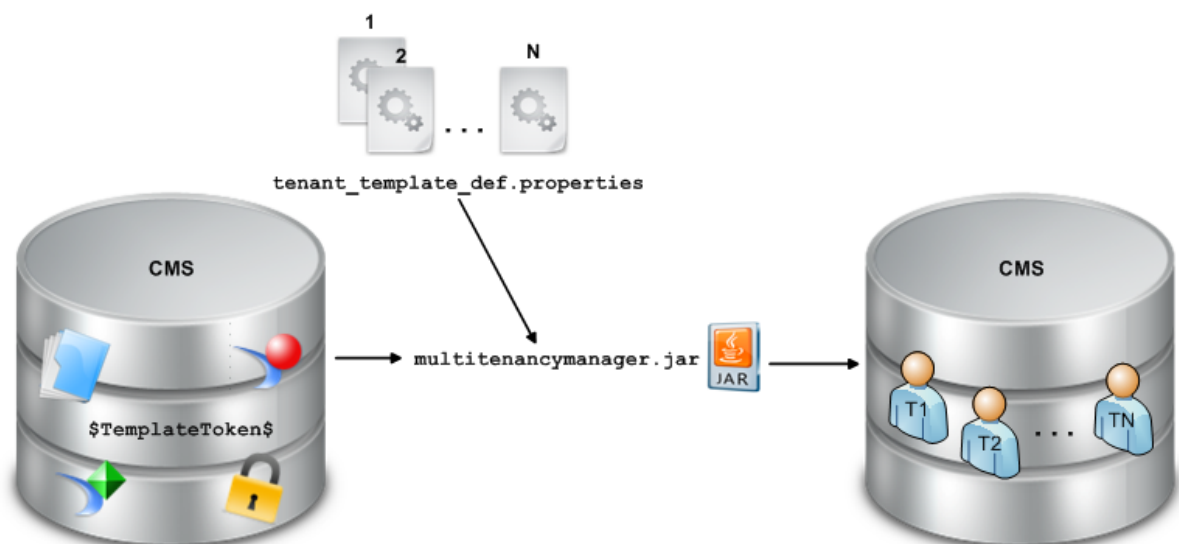 1
2
N
...
tenant_template_def.properties
CMS
CMS
multitenancymanager.jar
JAR
$TemplateToken$
T1
T2
...
TN